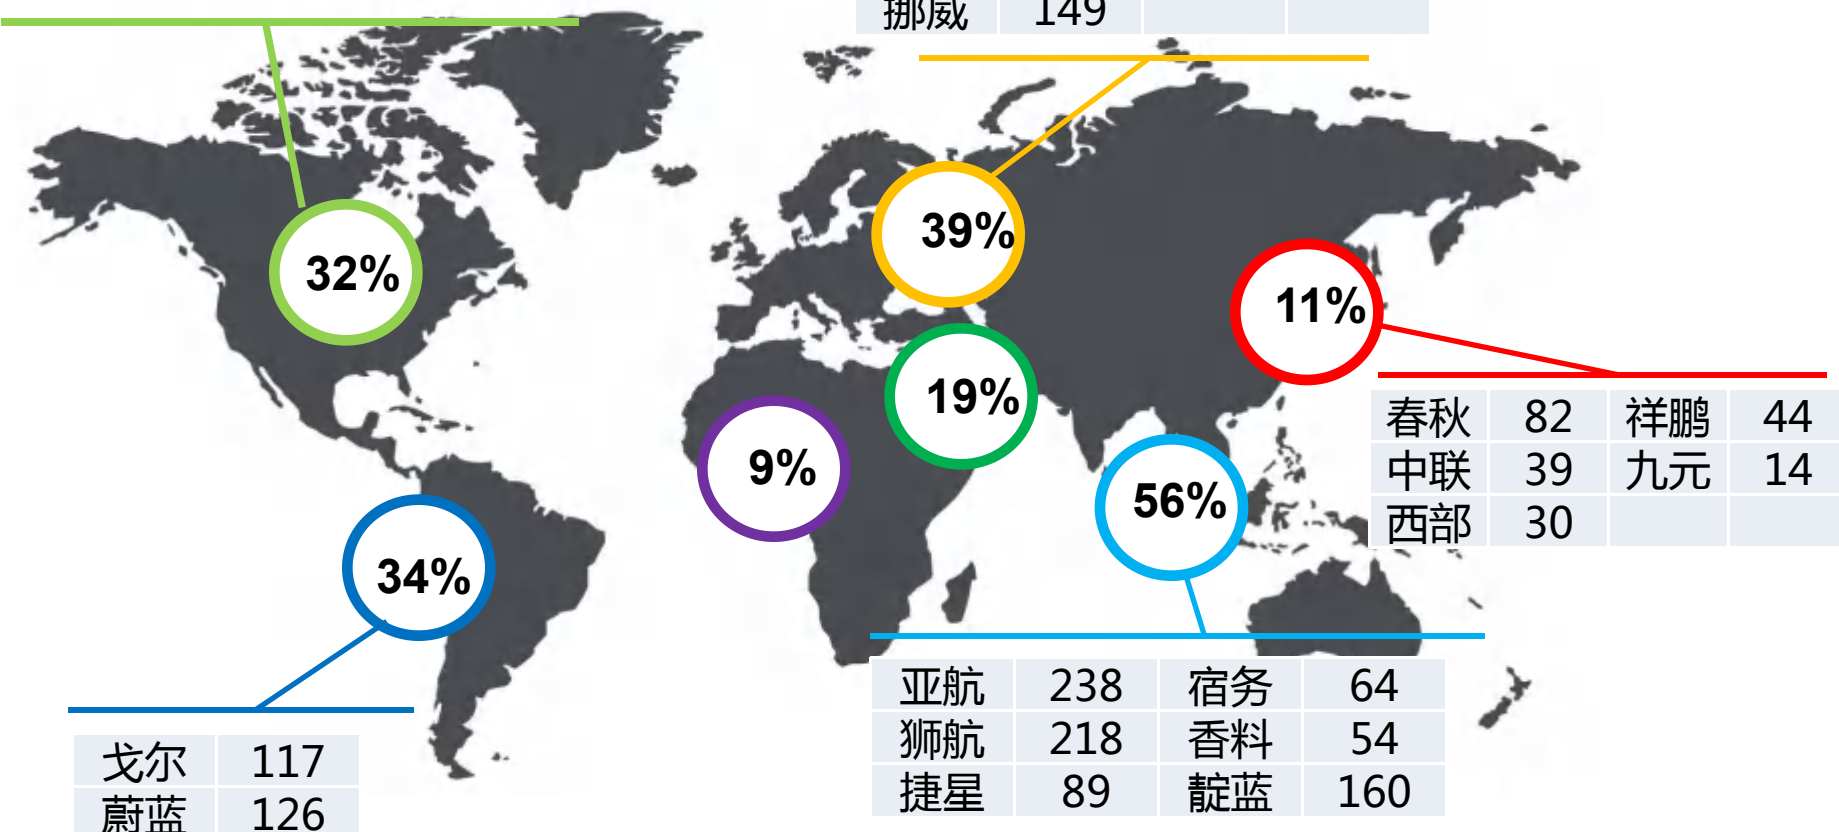 挪威 149
39%
32%
11%
19%
春秋 82 祥鹏 44
9%
中联 39 九元 14
56%
西部 30
34%
亚航 238 宿务 64
狮航 218 香料 54
戈尔 117
捷星 89 靛蓝 160
蔚蓝 126